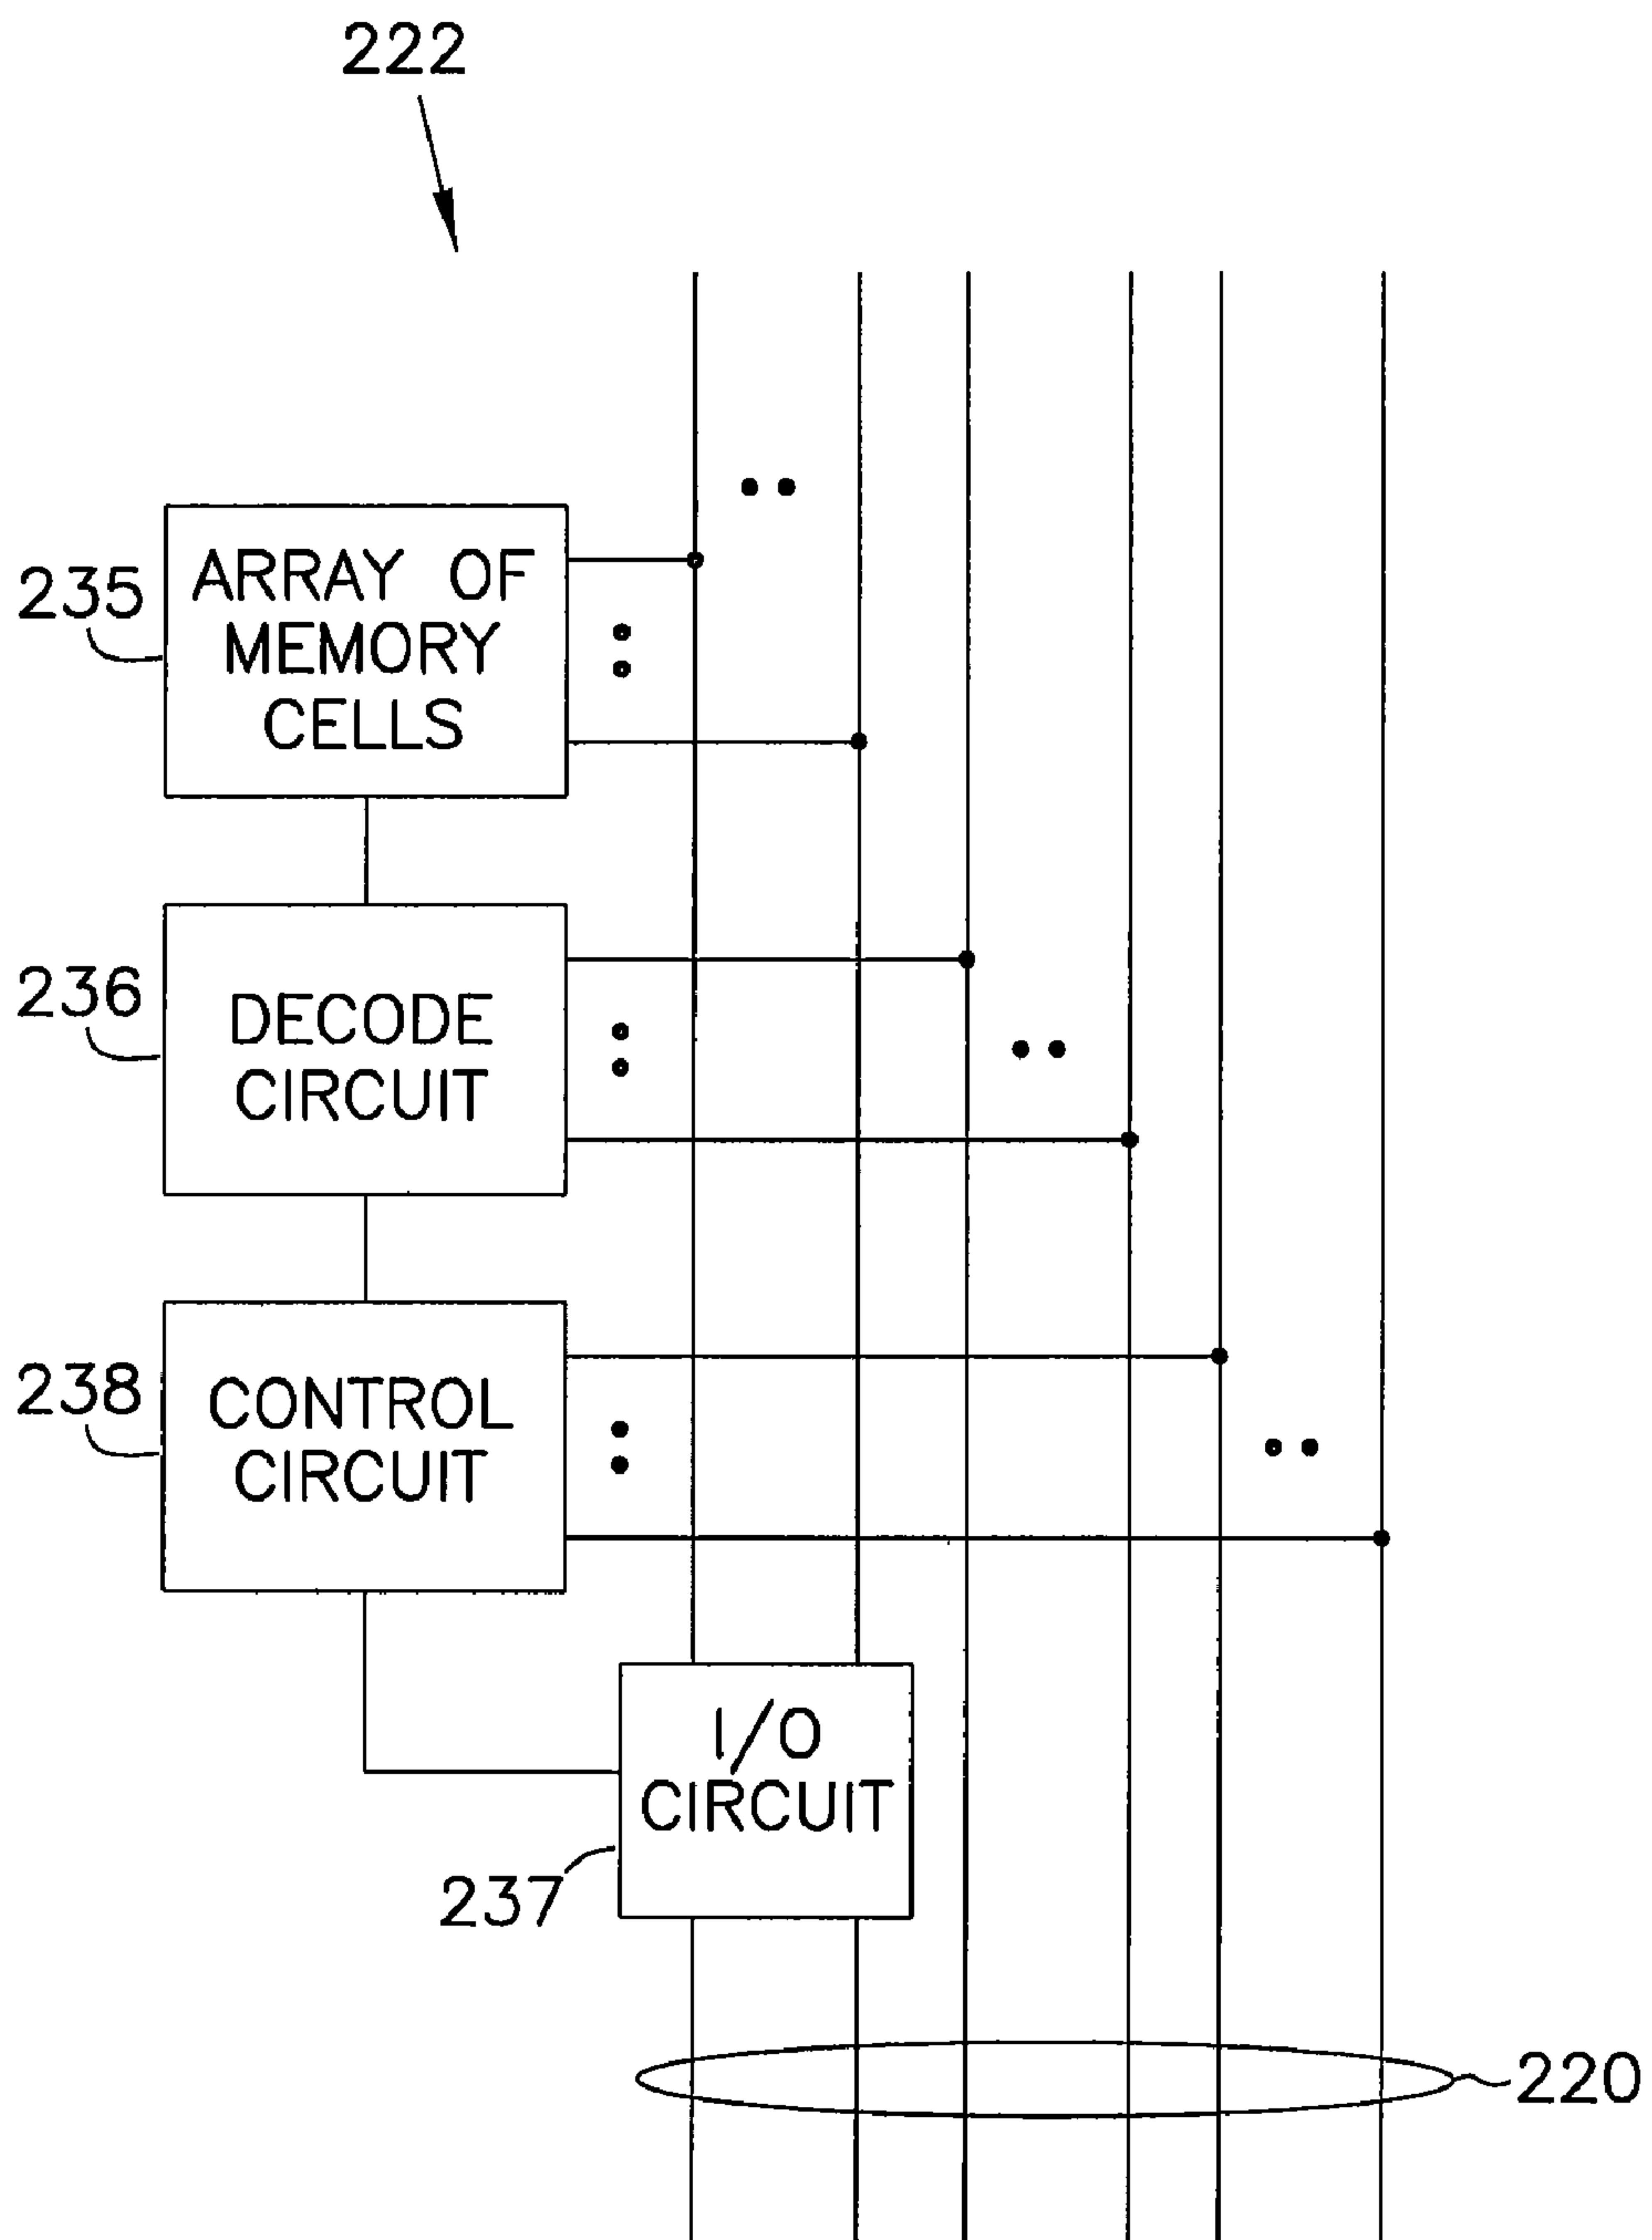 222
235
ARRAY OF
MEMORY
CELLS
236
DECODE
CIRCUIT
238
CONTROL
CIRCUIT
I/O
CIRCUIT
237
220